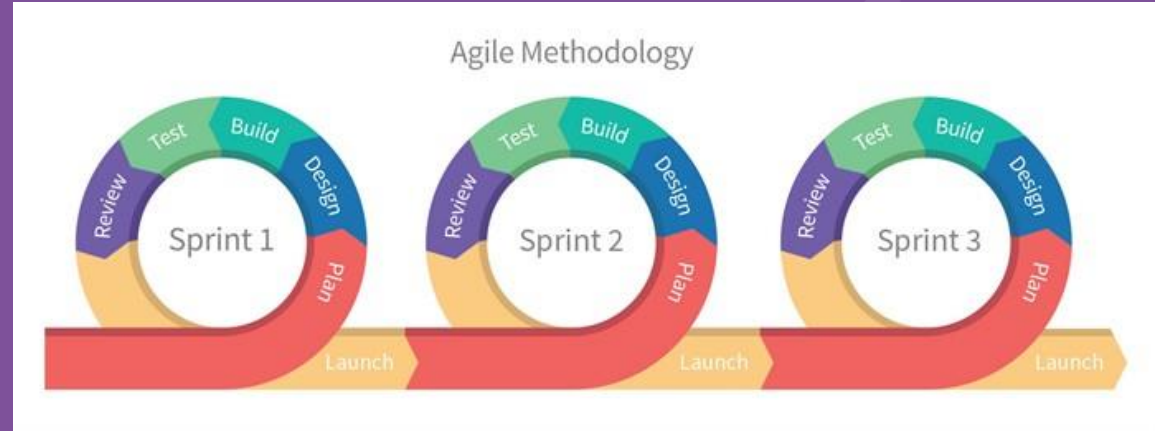 Agile Methodology
Test
Build
Review
Design
Sprint 1
Plan
Launch
Test
Build
Review
Design
Sprint 2
Plan
Launch
Test
Build
Review
Design
Sprint 3
Plan
Launch